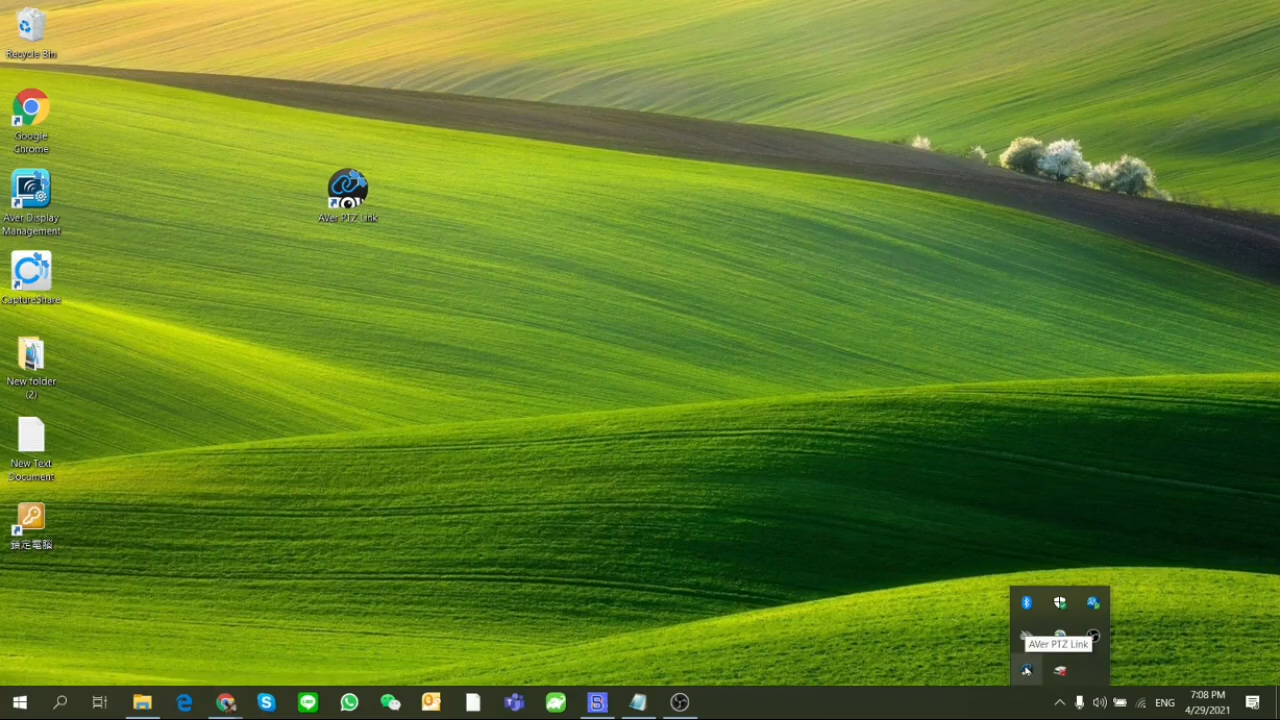 Recycle Bin
Google
Chrome
AVer Display
Management
CaptureShare
New folder
(2)
New Text
Document
鎖定電腦
AVer PTZ Link
AVer PTZ Link
ENG
7:08 PM
4/29/2021